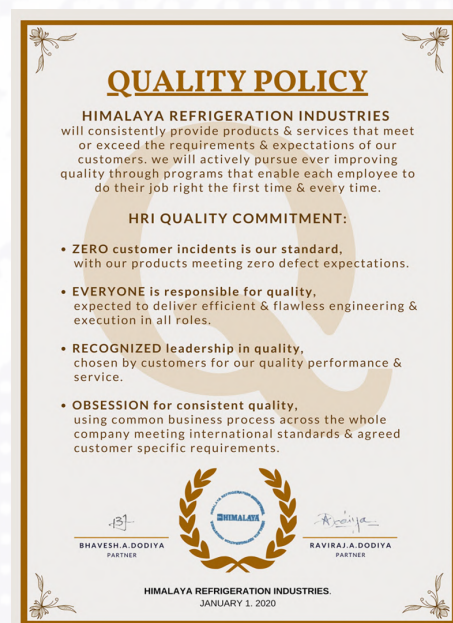 QUALITY POLICY
HIMALAYA REFRIGERATION INDUSTRIES
will consistently provide products & services that meet
or exceed the requirements & expectations of our
customers. we will actively pursue ever improving
quality through programs that enable each employee to
do their job right the first time & every time.
HRI QUALITY COMMITMENT:
• ZERO customer incidents is our standard,
with our products meeting zero defect expectations.
• EVERYONE is responsible for quality,
expected to deliver efficient & flawless engineering &
execution in all roles.
• RECOGNIZED leadership in quality,
chosen by customers for our quality performance &
service.
• OBSESSION for consistent quality,
using common business process across the whole
company meeting international standards & agreed
customer specific requirements.
HIMALAYA
BHAVESH.A.DODIYA
PARTNER
RAVIRAJ.A.DODIYA
PARTNER
HIMALAYA REFRIGERATION INDUSTRIES.
JANUARY 1. 2020